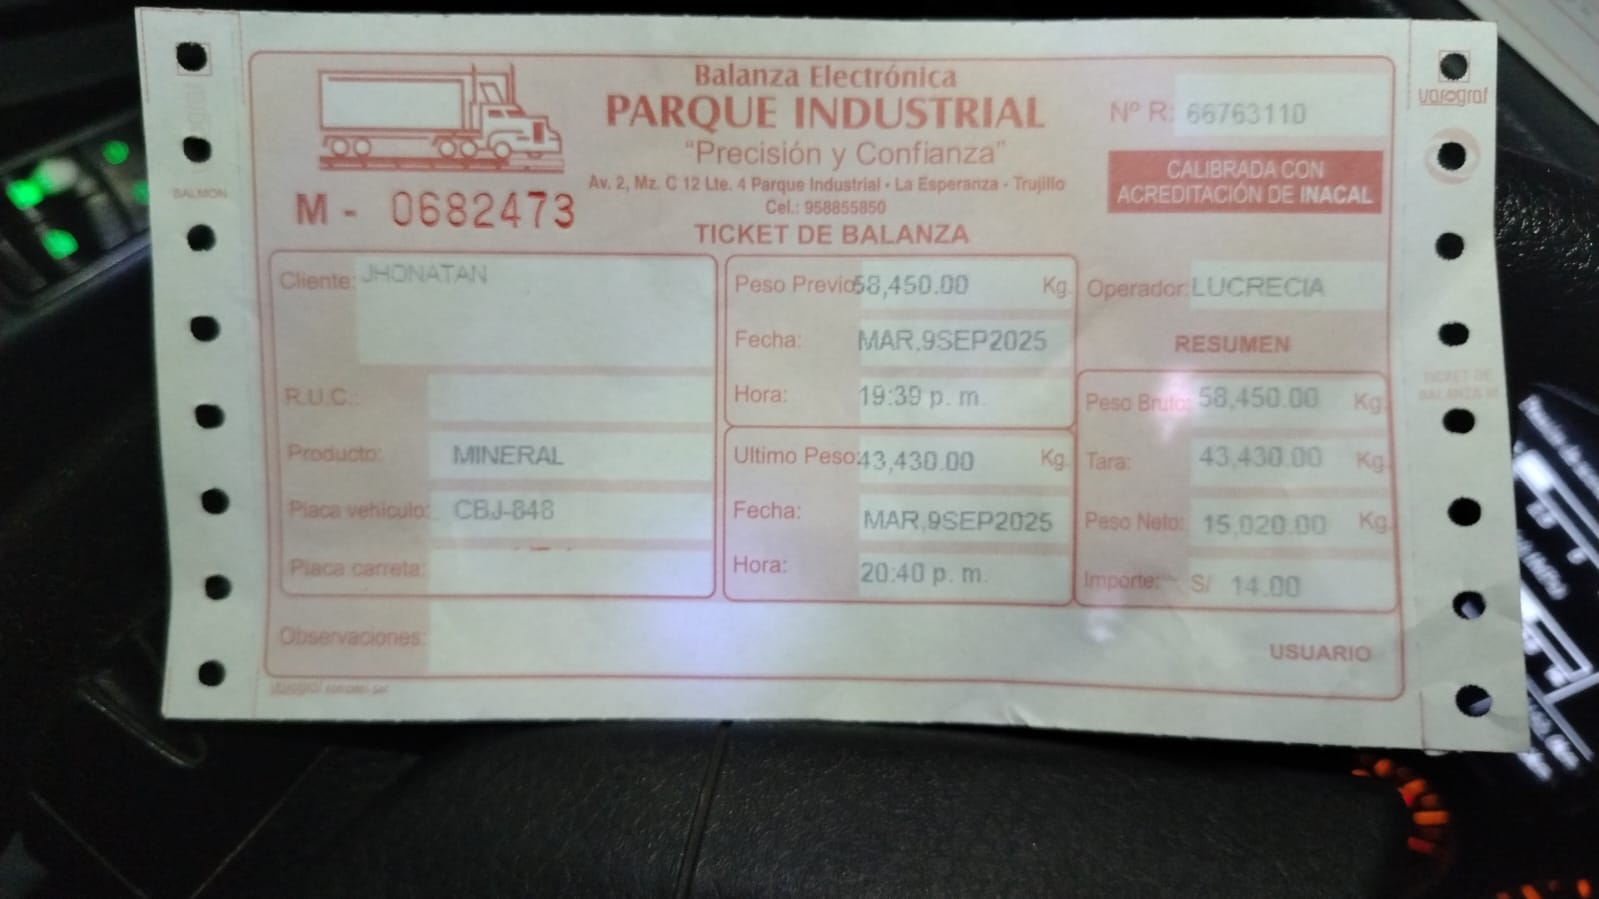 Balanza Electrónica
PARQUE INDUSTRIAL
"Precisión y Confianza"
Av. 2, Mz. C 12 Lte. 4 Parque Industrial - La Esperanza - Trujillo
Cel.: 958855850
TICKET DE BALANZA
Nº R: 66763110
CALIBRADA CON
ACREDITACIÓN DE INACAL
M - 0682473
varograf
BALMON
Cliente: JHONATAN
R.U.C.:
Producto: MINERAL
Placa vehículo: CBJ-848
Placa carreta:
Observaciones:
Peso Previo 58,450.00 Kg.
Fecha: MAR,9SEP2025
Hora: 19:39 p. m.
Ultimo Peso: 43,430.00 Kg.
Fecha: MAR,9SEP2025
Hora: 20:40 p. m.
Operador: LUCRECIA
RESUMEN
Peso Bruto: 58,450.00 Kg.
Tara: 43,430.00 Kg.
Peso Neto: 15,020.00 Kg.
Importe: S/ 14.00
USUARIO
TICKET DE
BALANZA M